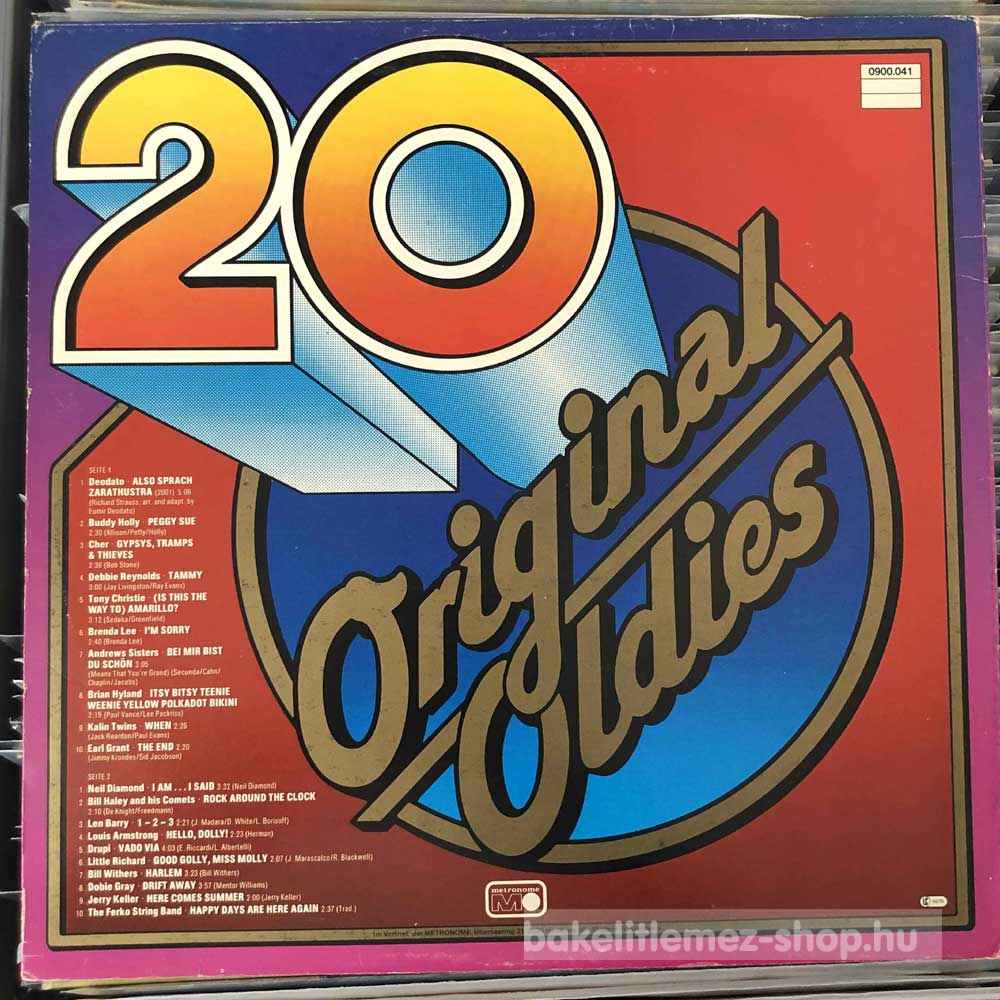 20
0900.041
Original
Oldies
SEITE 1
1 Deodato · ALSO SPRACH
ZARATHUSTRA (2001) 5:06
(Richard Strauss, arr. and adapt. by
Eumir Deodato)
2 Buddy Holly · PEGGY SUE
2:30 (Allison/Petty/Holly)
3 Cher · GYPSYS, TRAMPS
& THIEVES
2:36 (Bob Stone)
4 Debbie Reynolds · TAMMY
3:00 (Jay Livingston/Ray Evans)
5 Tony Christie · (IS THIS THE
WAY TO) AMARILLO?
3:12 (Sedaka/Greenfield)
6 Brenda Lee · I'M SORRY
2:40 (Brenda Lee)
7 Andrews Sisters · BEI MIR BIST
DU SCHÖN 3:05
(Means That You're Grand) (Secunda/Cahn/
Chaplin/Jacobs)
8 Brian Hyland · ITSY BITSY TEENIE
WEENIE YELLOW POLKADOT BIKINI
2:19 (Paul Vance/Lee Pockriss)
9 Kalin Twins · WHEN 2:26
(Jack Reardon/Paul Evans)
10 Earl Grant · THE END 2:20
(Jimmy Krondes/Sid Jacobson)
SEITE 2
1 Neil Diamond · I AM ... I SAID 3:32 (Neil Diamond)
2 Bill Haley and his Comets · ROCK AROUND THE CLOCK
2:10 (De Knight/Freedmann)
3 Len Barry · 1 – 2 – 3 2:21 (J. Madara/D. White/L. Borisoff)
4 Louis Armstrong · HELLO, DOLLY! 2:23 (Herman)
5 Drupi · VADO VIA 4:03 (E. Riccardi/L. Albertelli)
6 Little Richard · GOOD GOLLY, MISS MOLLY 2:07 (J. Marascalco/R. Blackwell)
7 Bill Withers · HARLEM 3:23 (Bill Withers)
8 Dobie Gray · DRIFT AWAY 3:57 (Mentor Williams)
9 Jerry Keller · HERE COMES SUMMER 2:00 (Jerry Keller)
10 The Ferko String Band · HAPPY DAYS ARE HERE AGAIN 2:37 (Trad.)
metronome
Im Vertrieb der METRONOME, Überseering 21
bakelitlemez-shop.hu